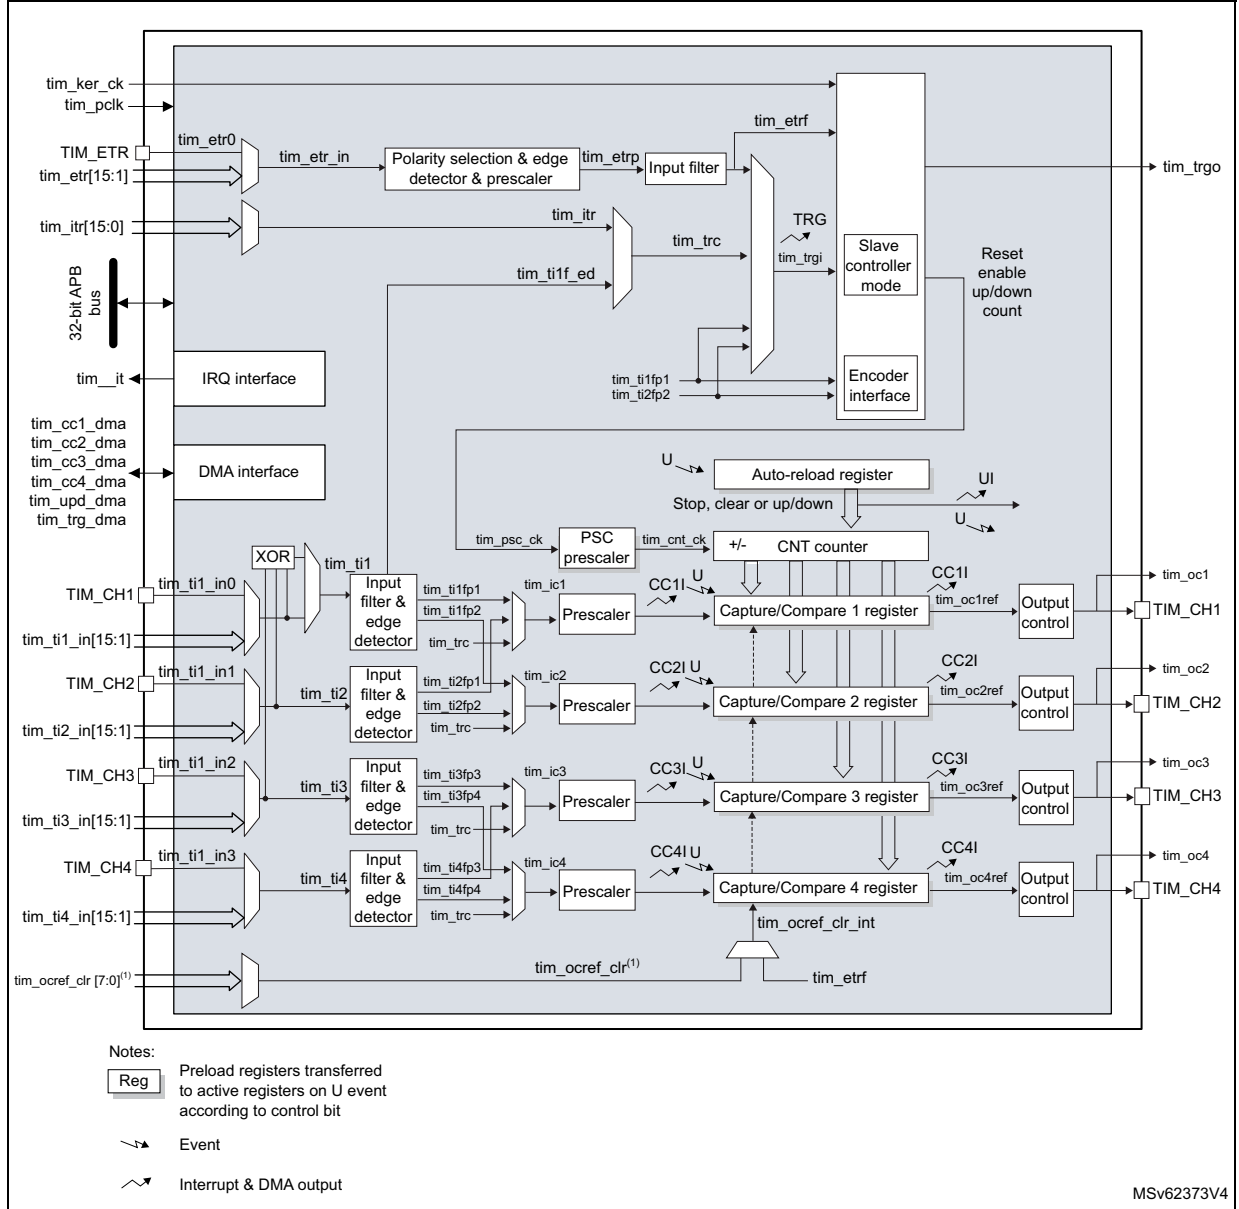 tim_ker_ck
tim_pclk
TIM_ETR
tim_etr0
tim_etr[15:1]
tim_etr_in
Polarity selection & edge
detector & prescaler
tim_etrp
Input filter
tim_etrf
tim_trgo
tim_itr[15:0]
tim_itr
tim_ti1f_ed
tim_trc
TRG
tim_trgi
Slave
controller
mode
Reset
enable
up/down
count
32-bit APB
bus
tim__it
IRQ interface
tim_ti1fp1
tim_ti2fp2
Encoder
interface
tim_cc1_dma
tim_cc2_dma
tim_cc3_dma
tim_cc4_dma
tim_upd_dma
tim_trg_dma
DMA interface
U
Auto-reload register
Stop, clear or up/down
UI
U
tim_psc_ck
PSC
prescaler
tim_cnt_ck
+/-
CNT counter
XOR
tim_ti1
TIM_CH1
tim_ti1_in0
tim_ti1_in[15:1]
Input
filter &
edge
detector
tim_ti1fp1
tim_ti1fp2
tim_trc
tim_ic1
Prescaler
CC1I
U
Capture/Compare 1 register
CC1I
tim_oc1ref
Output
control
tim_oc1
TIM_CH1
TIM_CH2
tim_ti1_in1
tim_ti2_in[15:1]
tim_ti2
Input
filter &
edge
detector
tim_ti2fp1
tim_ti2fp2
tim_trc
tim_ic2
Prescaler
CC2I
U
Capture/Compare 2 register
CC2I
tim_oc2ref
Output
control
tim_oc2
TIM_CH2
TIM_CH3
tim_ti1_in2
tim_ti3_in[15:1]
tim_ti3
Input
filter &
edge
detector
tim_ti3fp3
tim_ti3fp4
tim_trc
tim_ic3
Prescaler
CC3I
U
Capture/Compare 3 register
CC3I
tim_oc3ref
Output
control
tim_oc3
TIM_CH3
TIM_CH4
tim_ti1_in3
tim_ti4_in[15:1]
tim_ti4
Input
filter &
edge
detector
tim_ti4fp3
tim_ti4fp4
tim_trc
tim_ic4
Prescaler
CC4I
U
Capture/Compare 4 register
CC4I
tim_oc4ref
Output
control
tim_oc4
TIM_CH4
tim_ocref_clr_int
tim_ocref_clr [7:0](1)
tim_ocref_clr(1)
tim_etrf
Notes:
Reg
Preload registers transferred
to active registers on U event
according to control bit
Event
Interrupt & DMA output
MSv62373V4